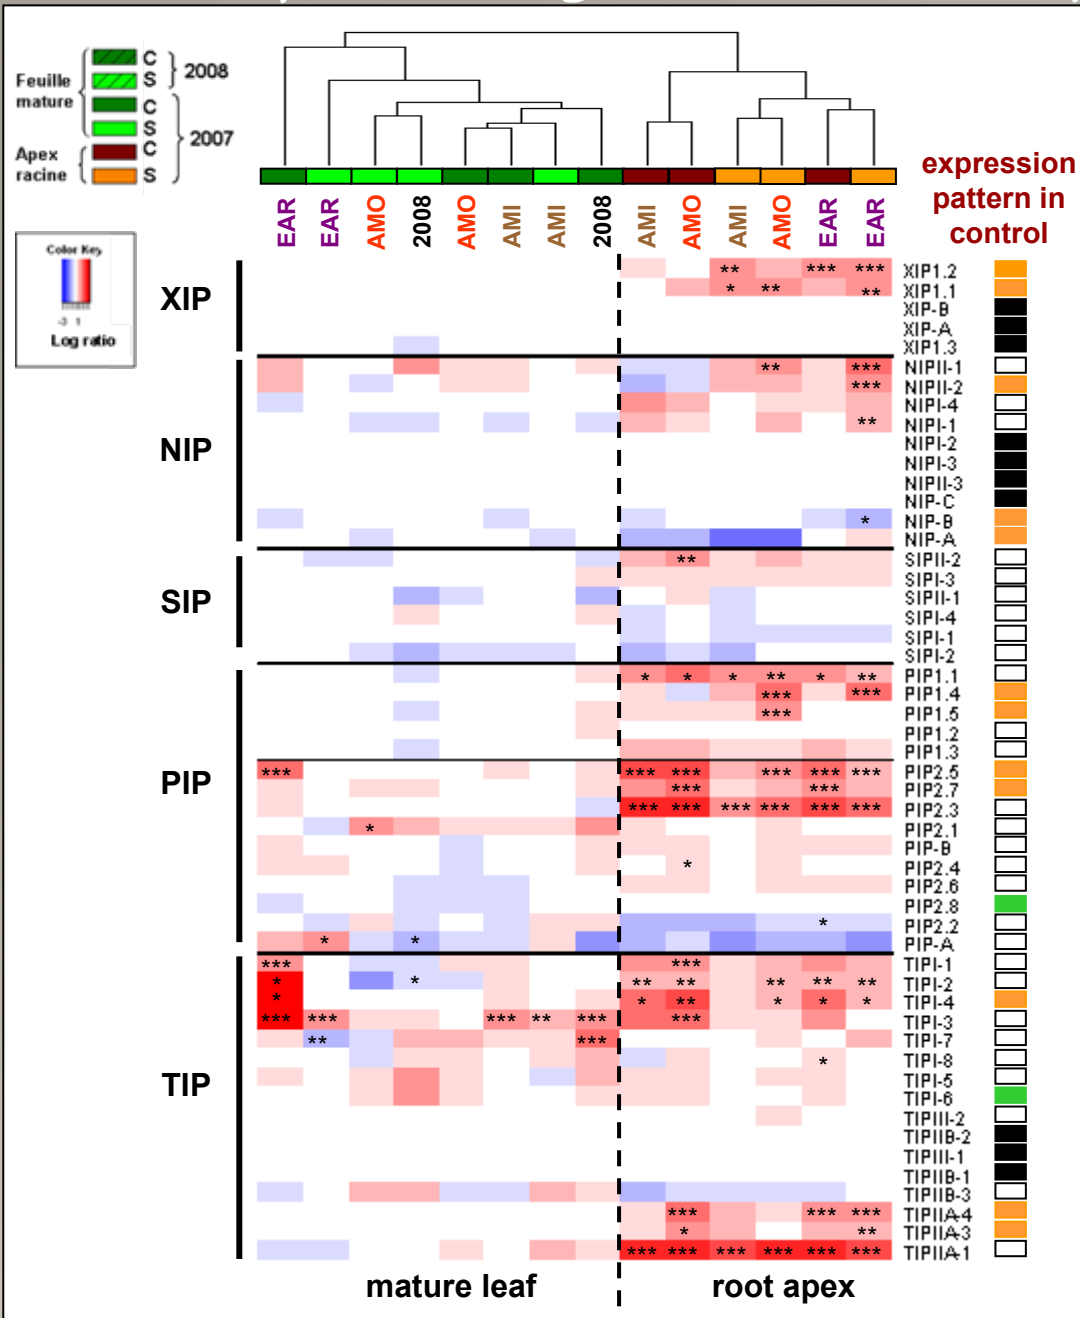 Feuille
mature
Apex
racine
C
S
C
S
C
S
2008
2007
Color Key
-3 1
Log ratio
expression
pattern in
control
EAR
EAR
AMO
2008
AMO
AMI
AMI
2008
AMI
AMO
AMI
AMO
EAR
EAR
XIP
NIP
SIP
PIP
TIP
** *** *** XIP1.2
* ** ** XIP1.1
XIP-B
XIP-A
XIP1.3
** *** NIPII-1
*** NIPII-2
NIPI-4
** NIPI-1
NIPI-2
NIPI-3
NIPII-3
NIP-C
* NIP-B
NIP-A
** SIPII-2
SIPI-3
SIPII-1
SIPI-4
SIPI-1
SIPI-2
* * * ** * ** PIP1.1
*** *** PIP1.4
*** PIP1.5
PIP1.2
PIP1.3
*** *** *** *** *** *** PIP2.5
*** *** PIP2.7
*** *** *** *** *** *** PIP2.3
* PIP2.1
PIP-B
* PIP2.4
PIP2.6
PIP2.8
* PIP2.2
* * PIP-A
*** *** TIPI-1
* * ** ** ** ** ** TIPI-2
* * ** * * * TIPI-4
*** *** *** ** *** *** TIPI-3
** *** TIPI-7
* TIPI-8
TIPI-5
TIPI-6
TIPIII-2
TIPIIB-2
TIPIII-1
TIPIIB-1
TIPIIB-3
*** *** *** TIPIIA-4
* ** TIPIIA-3
*** *** *** *** *** *** TIPIIA-1
mature leaf
root apex